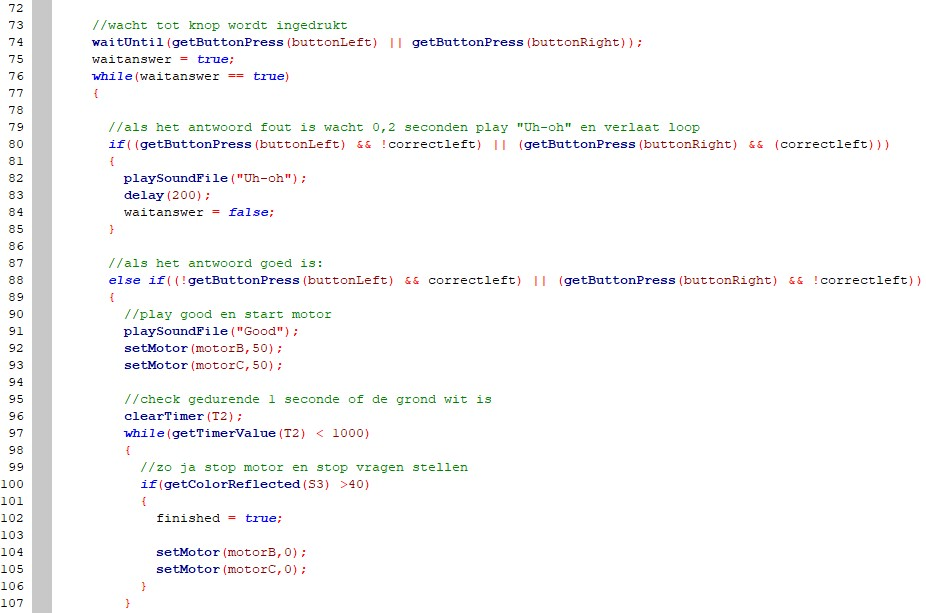 72
73 //wacht tot knop wordt ingedrukt
74 waitUntil(getButtonPress(buttonLeft) || getButtonPress(buttonRight));
75 waitanswer = true;
76 while(waitanswer == true)
77 {
78
79 //als het antwoord fout is wacht 0,2 seconden play "Uh-oh" en verlaat loop
80 if((getButtonPress(buttonLeft) && !correctleft) || (getButtonPress(buttonRight) && (correctleft)))
81 {
82 playSoundFile("Uh-oh");
83 delay(200);
84 waitanswer = false;
85 }
86
87 //als het antwoord goed is:
88 else if((!getButtonPress(buttonLeft) && correctleft) || (getButtonPress(buttonRight) && !correctleft))
89 {
90 //play good en start motor
91 playSoundFile("Good");
92 setMotor(motorB,50);
93 setMotor(motorC,50);
94
95 //check gedurende 1 seconde of de grond wit is
96 clearTimer(T2);
97 while(getTimerValue(T2) < 1000)
98 {
99 //zo ja stop motor en stop vragen stellen
100 if(getColorReflected(S3) >40)
101 {
102 finished = true;
103
104 setMotor(motorB,0);
105 setMotor(motorC,0);
106 }
107 }